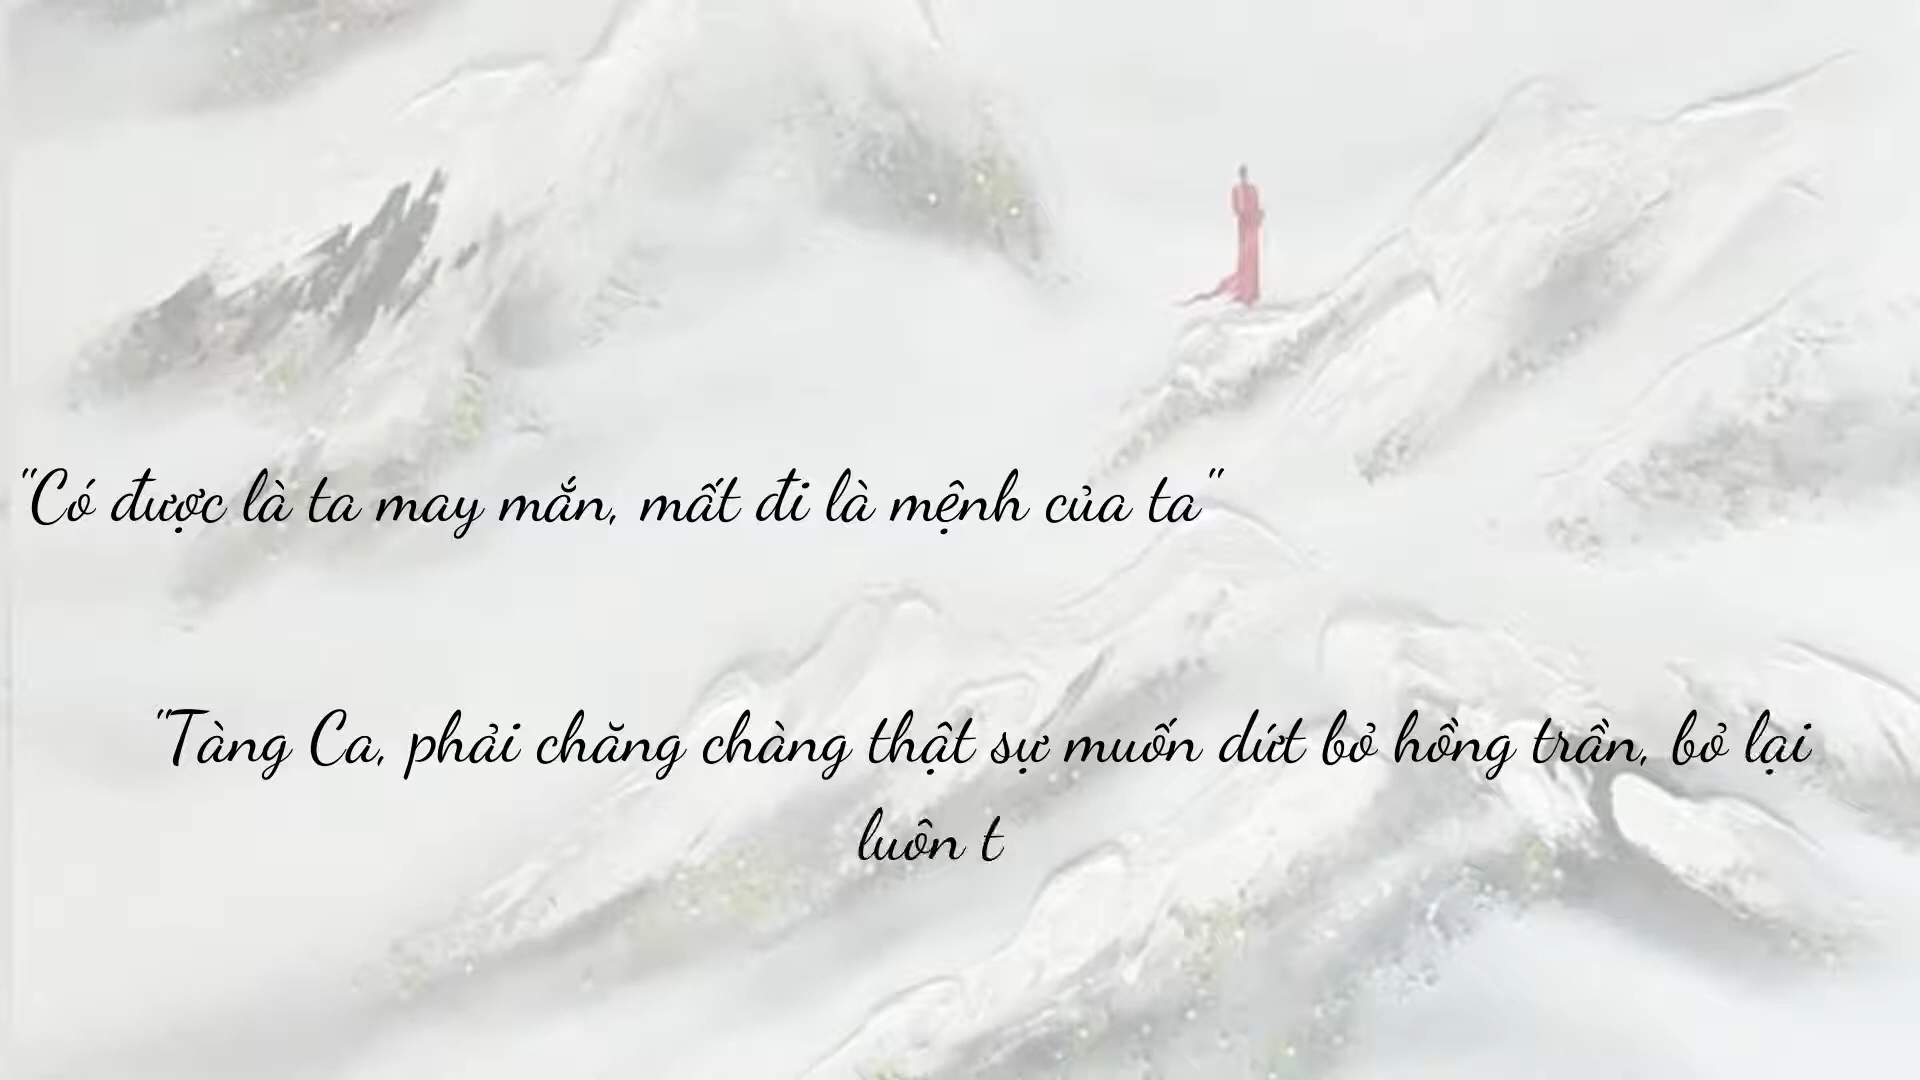 "Có được là ta may mắn, mất đi là mệnh của ta"
"Tàng Ca, phải chăng chàng thật sự muốn dứt bỏ hồng trần, bỏ lại
luôn t